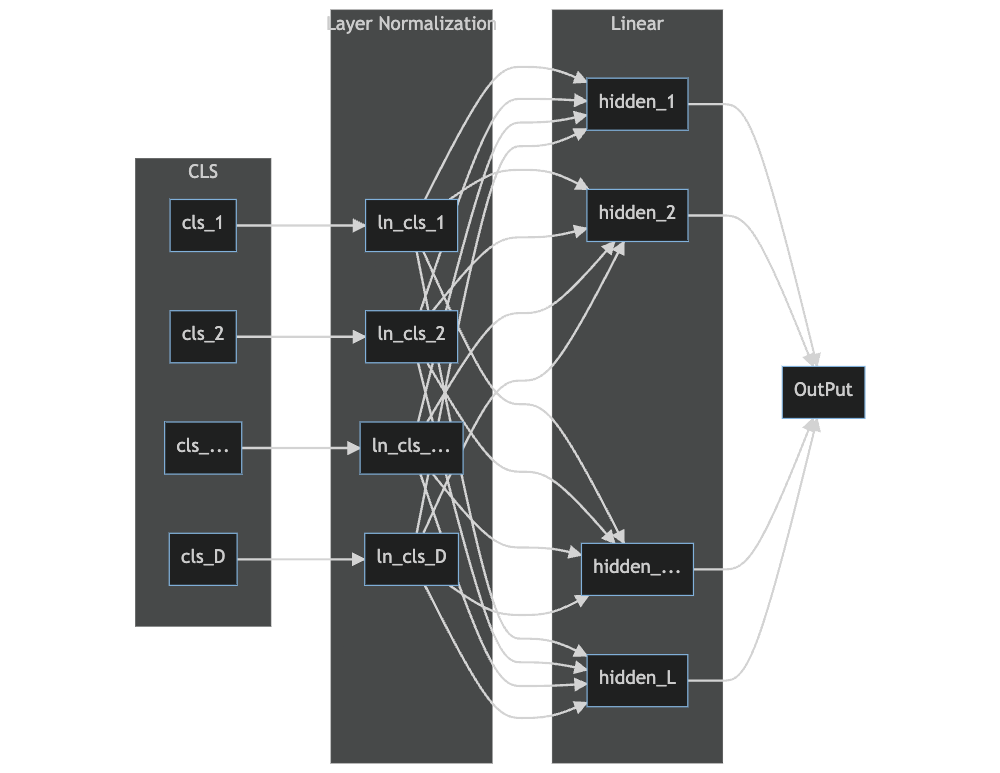 Layer Normalization
Linear
CLS
cls_1
cls_2
cls_...
cls_D
ln_cls_1
ln_cls_2
ln_cls_...
ln_cls_D
hidden_1
hidden_2
hidden_...
hidden_L
OutPut